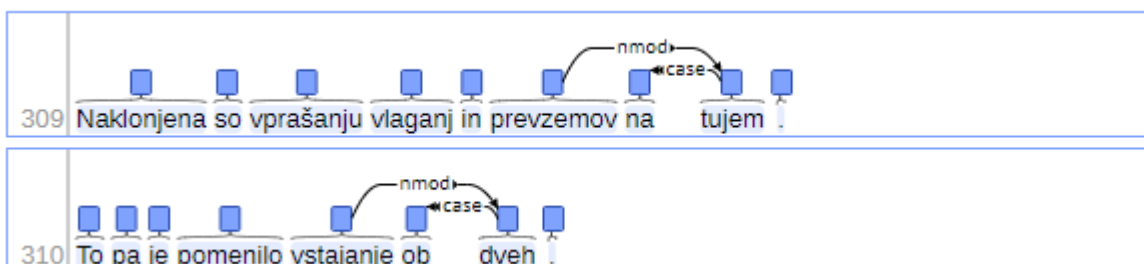 nmod
case
309 Naklonjena so vprašanju vlaganj in prevzemov na tujem .
nmod
case
310 To pa je pomenilo vstajanje ob dveh .